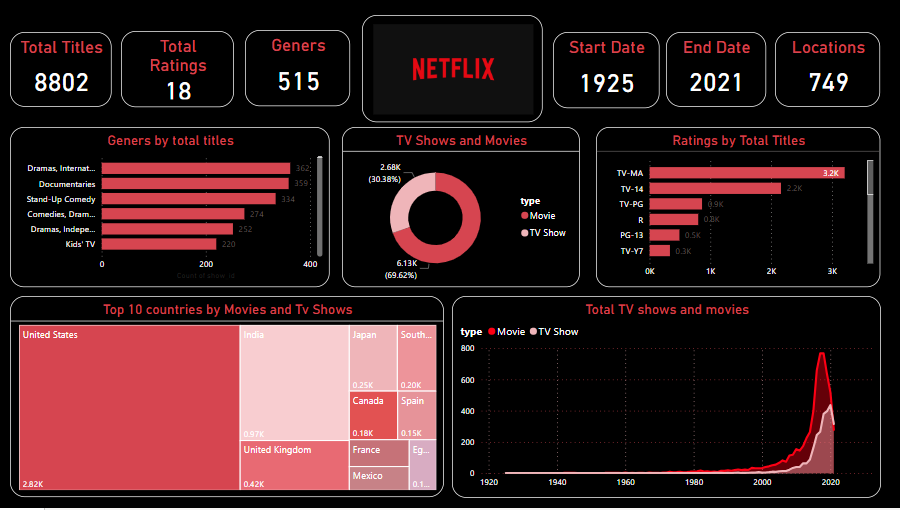 Total Titles
8802
Total
Ratings
18
Geners
515
NETFLIX
Start Date
1925
End Date
2021
Locations
749
Geners by total titles
Dramas, Internat... 362
Documentaries 359
Stand-Up Comedy 334
Comedies, Dram... 274
Dramas, Indepe... 252
Kids' TV 220
0 200 400
Count of show_id
TV Shows and Movies
2.68K
(30.38%)
6.13K
(69.62%)
type
Movie
TV Show
Ratings by Total Titles
TV-MA 3.2K
TV-14 2.2K
TV-PG 0.9K
R 0.8K
PG-13 0.5K
TV-Y7 0.3K
0K 1K 2K 3K
Top 10 countries by Movies and Tv Shows
United States
2.82K
India
0.97K
United Kingdom
0.42K
Japan
0.25K
South...
0.20K
Canada
0.18K
Spain
0.15K
France
Mexico
Eg...
0.1...
Total TV shows and movies
type Movie TV Show
800
600
400
200
0
1920 1940 1960 1980 2000 2020